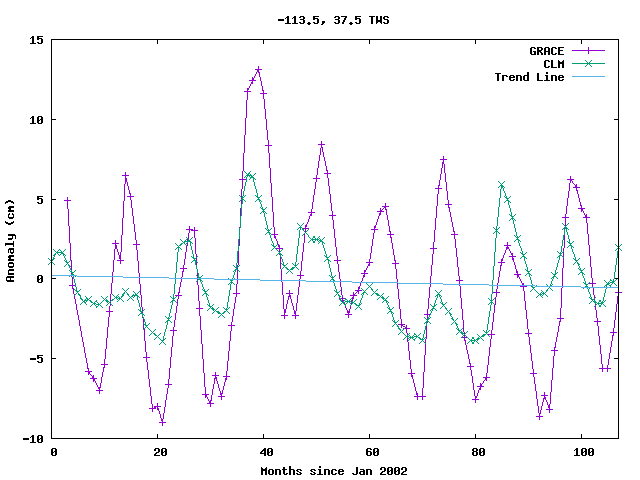 -113.5, 37.5 TWS
GRACE
CLM
Trend Line
15
10
5
0
-5
-10
Anomaly (cm)
0 20 40 60 80 100
Months since Jan 2002